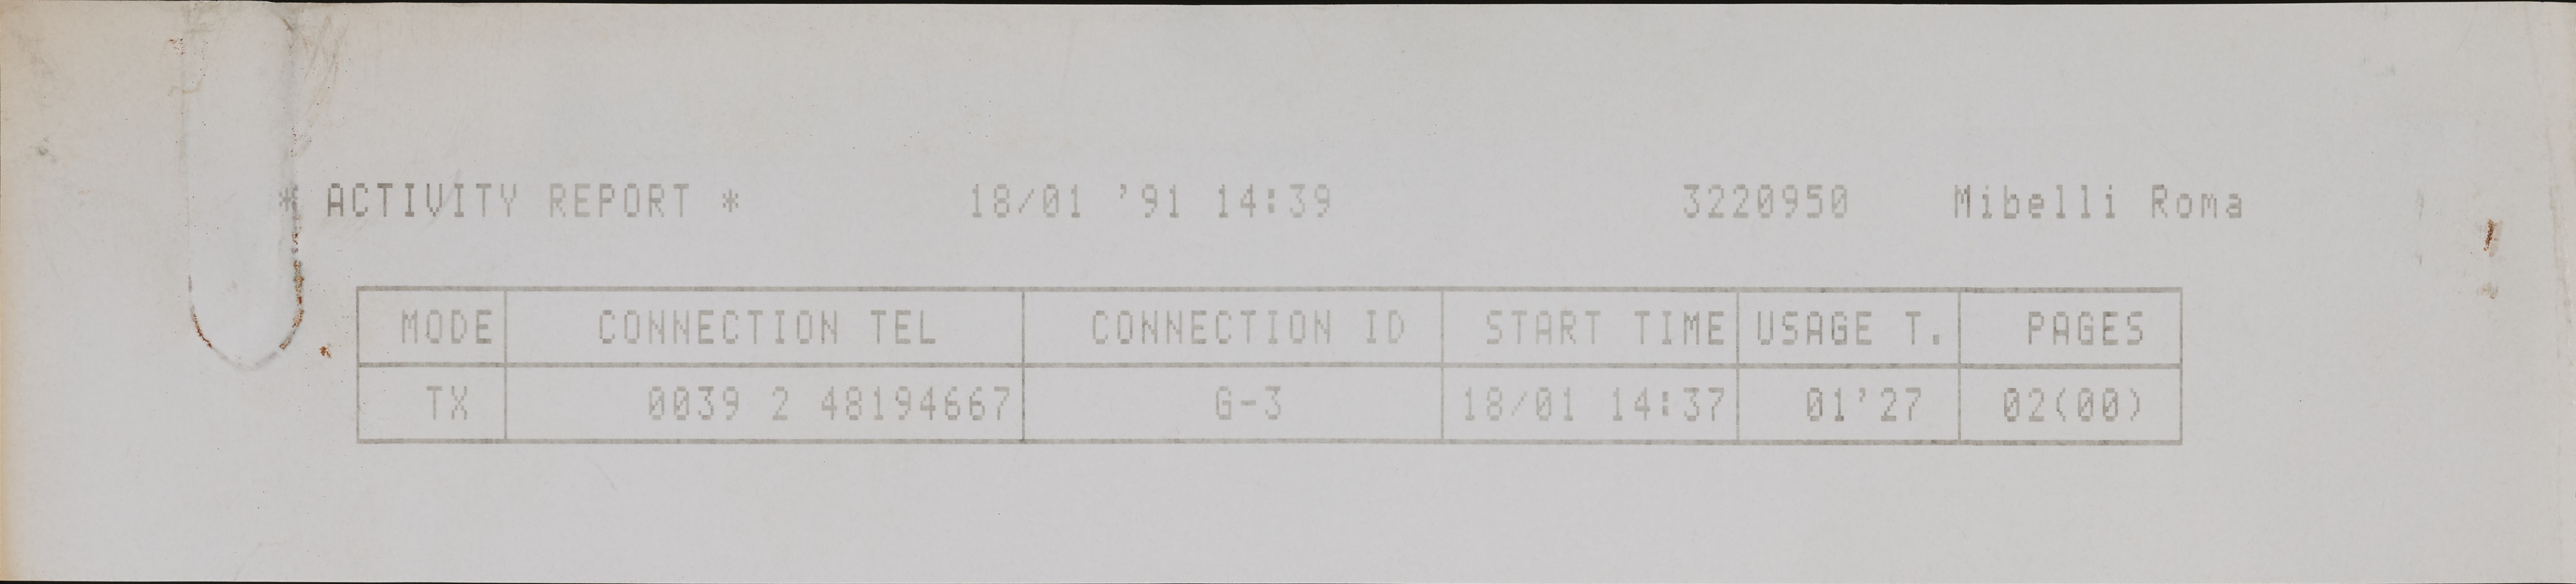 * ACTIVITY REPORT * 18/01 '91 14:39 3220950 Mibelli Roma
MODE CONNECTION TEL CONNECTION ID START TIME USAGE T. PAGES
TX 0039 2 48194667 G-3 18/01 14:37 01'27 02(00)